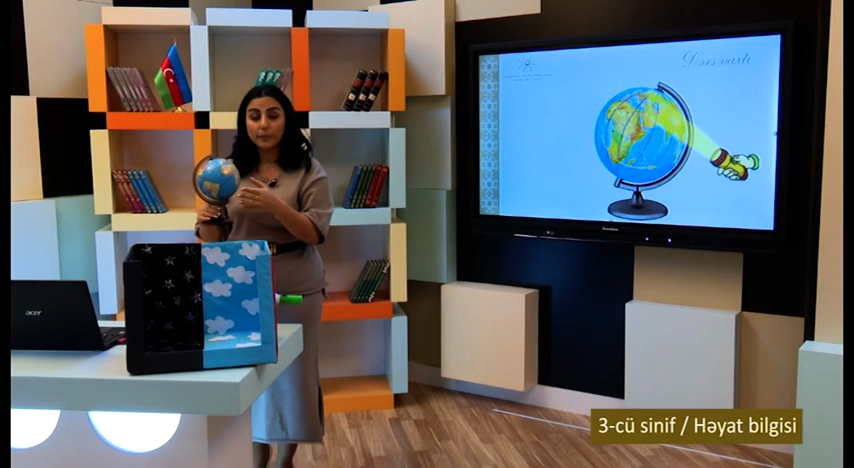 Dərs vaxtı
acer
3-cü sinif / Həyat bilgisi